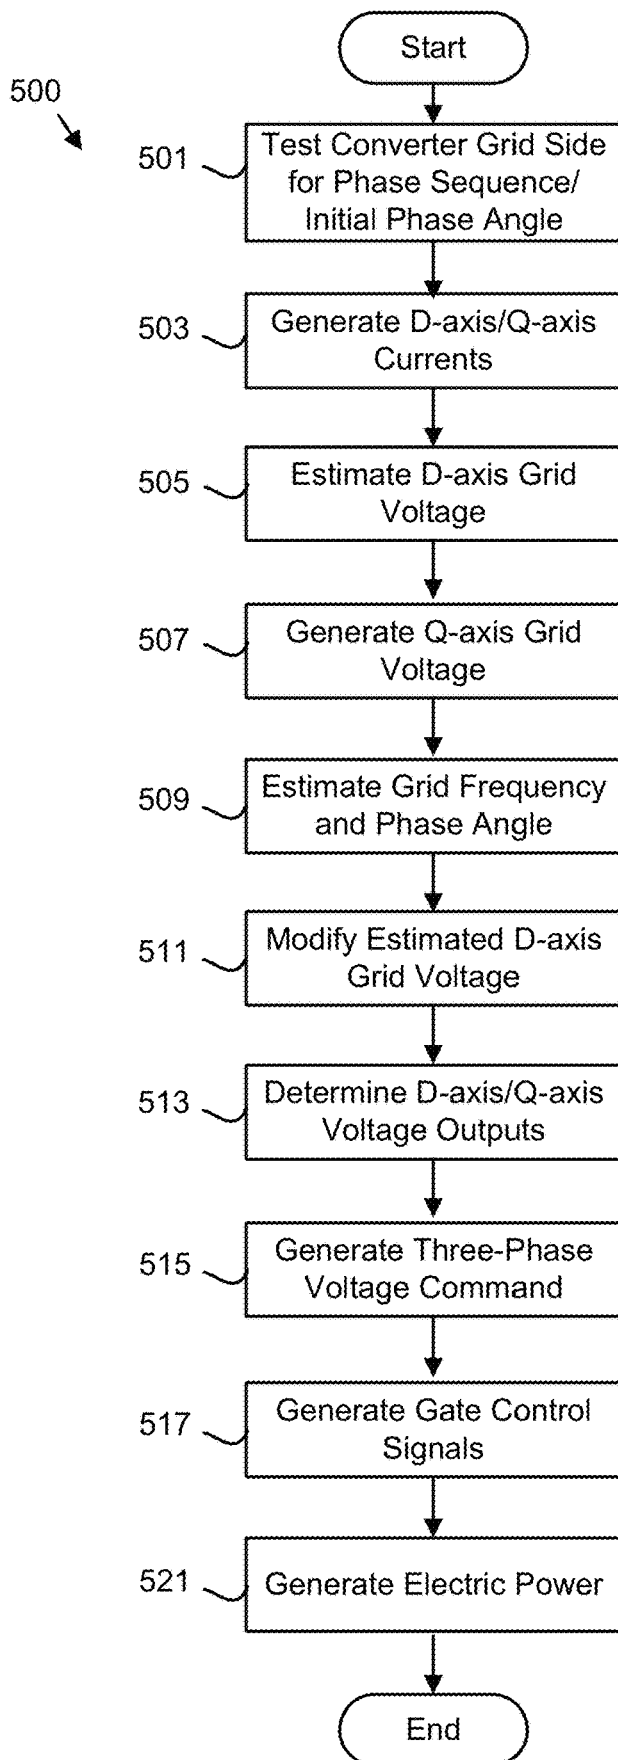 Start
500
501
Test Converter Grid Side
for Phase Sequence/
Initial Phase Angle
503
Generate D-axis/Q-axis
Currents
505
Estimate D-axis Grid
Voltage
507
Generate Q-axis Grid
Voltage
509
Estimate Grid Frequency
and Phase Angle
511
Modify Estimated D-axis
Grid Voltage
513
Determine D-axis/Q-axis
Voltage Outputs
515
Generate Three-Phase
Voltage Command
517
Generate Gate Control
Signals
521
Generate Electric Power
End